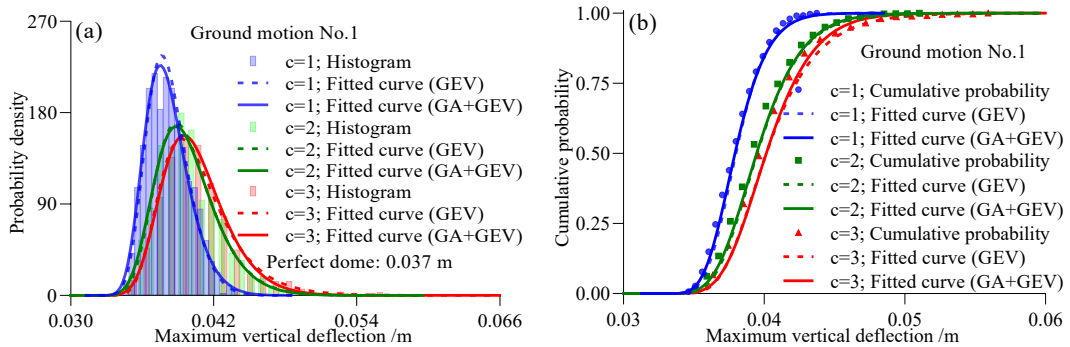 (a)
Ground motion No.1
c=1; Histogram
c=1; Fitted curve (GEV)
c=1; Fitted curve (GA+GEV)
c=2; Histogram
c=2; Fitted curve (GEV)
c=2; Fitted curve (GA+GEV)
c=3; Histogram
c=3; Fitted curve (GEV)
c=3; Fitted curve (GA+GEV)
Perfect dome: 0.037 m
Probability density
270
180
90
0
0.030
0.042
0.054
0.066
Maximum vertical deflection /m
(b)
Ground motion No.1
c=1; Cumulative probability
c=1; Fitted curve (GEV)
c=1; Fitted curve (GA+GEV)
c=2; Cumulative probability
c=2; Fitted curve (GEV)
c=2; Fitted curve (GA+GEV)
c=3; Cumulative probability
c=3; Fitted curve (GEV)
c=3; Fitted curve (GA+GEV)
Cumulative probability
1.00
0.75
0.50
0.25
0.00
0.03
0.04
0.05
0.06
Maximum vertical deflection /m